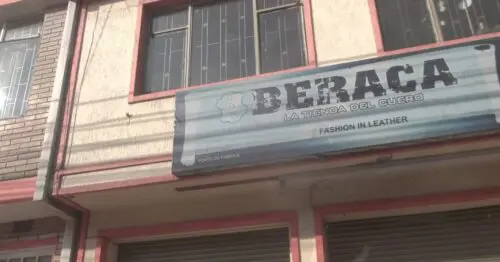 BERACA
LA TIENDA DEL CUERO
FASHION IN LEATHER